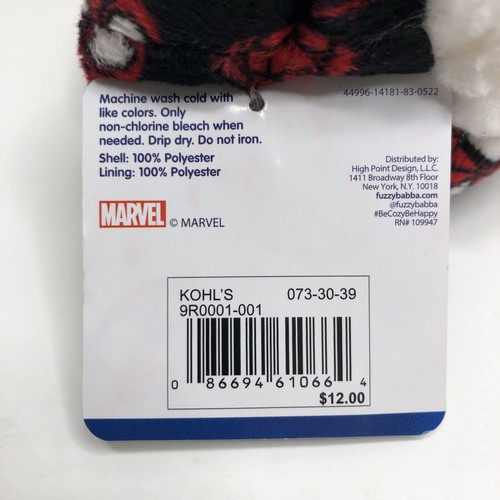 44996-14181-83-0522
Machine wash cold with
like colors. Only
non-chlorine bleach when
needed. Drip dry. Do not iron.
Shell: 100% Polyester
Lining: 100% Polyester
Distributed by:
High Point Design, L.L.C.
1411 Broadway 8th Floor
New York, N.Y. 10018
fuzzybabba.com
@fuzzybabba
#BeCozyBeHappy
RN# 109947
MARVEL © MARVEL
KOHL'S 073-30-39
9R0001-001
0 86694 61066 4
$12.00